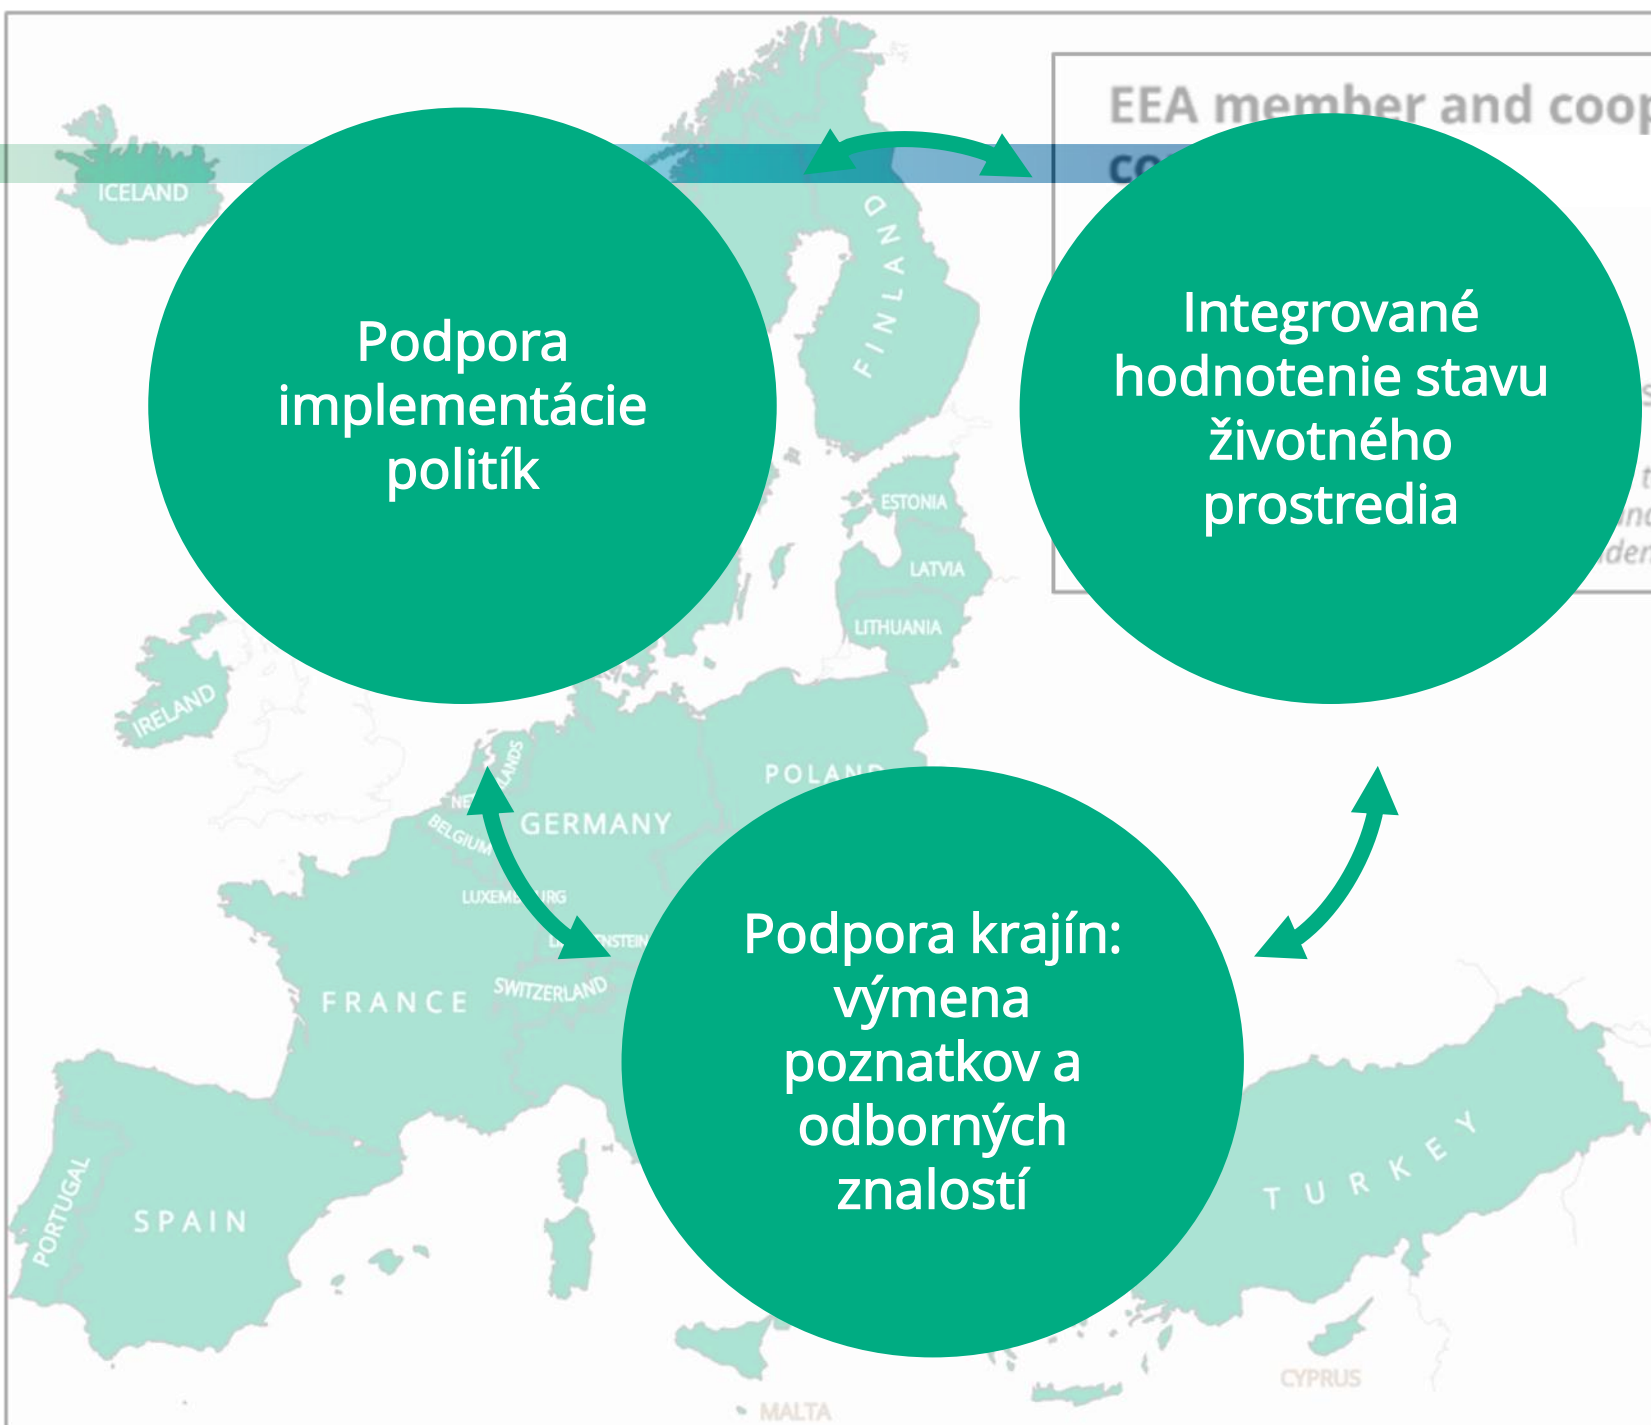 EEA member and
ICELAND
FINLAND
Podpora
implementácie
politík
Integrované
hodnotenie stavu
životného
prostredia
ESTONIA
LATVIA
LITHUANIA
IRELAND
POLAND
GERMANY
BELGIUM
FRANCE
SWITZERLAND
Podpora krajín:
výmena
poznatkov a
odborných
znalostí
PORTUGAL
SPAIN
TURKEY
CYPRUS
MALTA